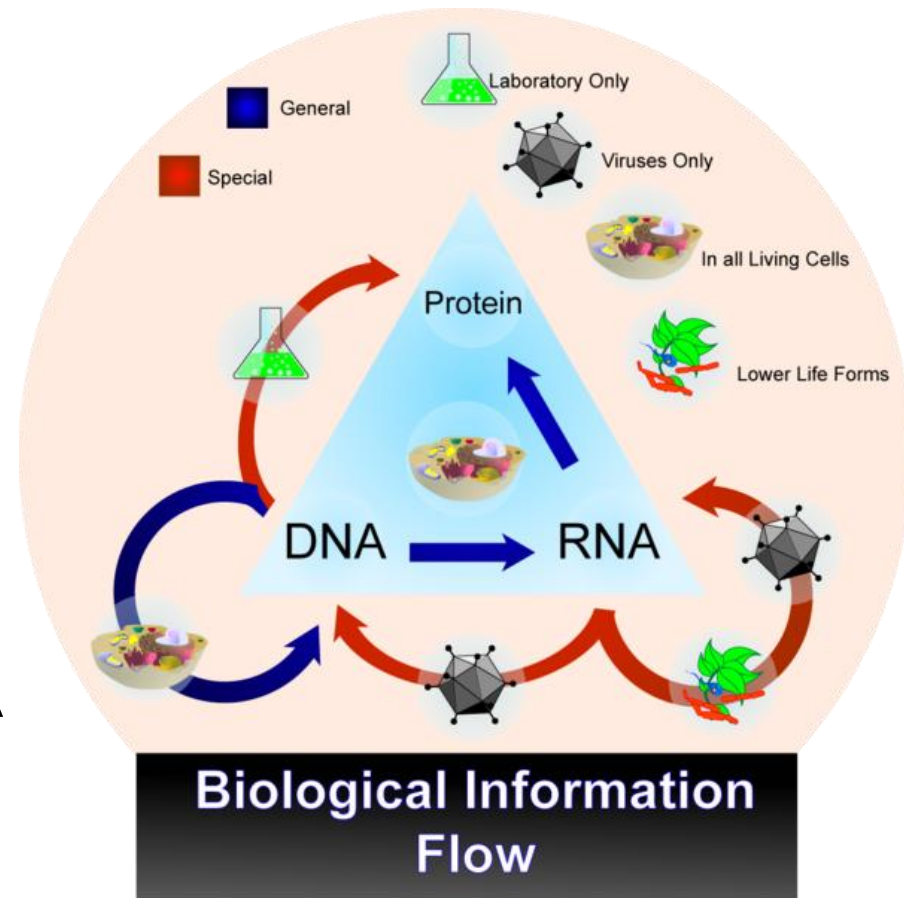 Laboratory Only
General
Viruses Only
Special
In all Living Cells
Protein
Lower Life Forms
DNA
RNA
Biological Information
Flow